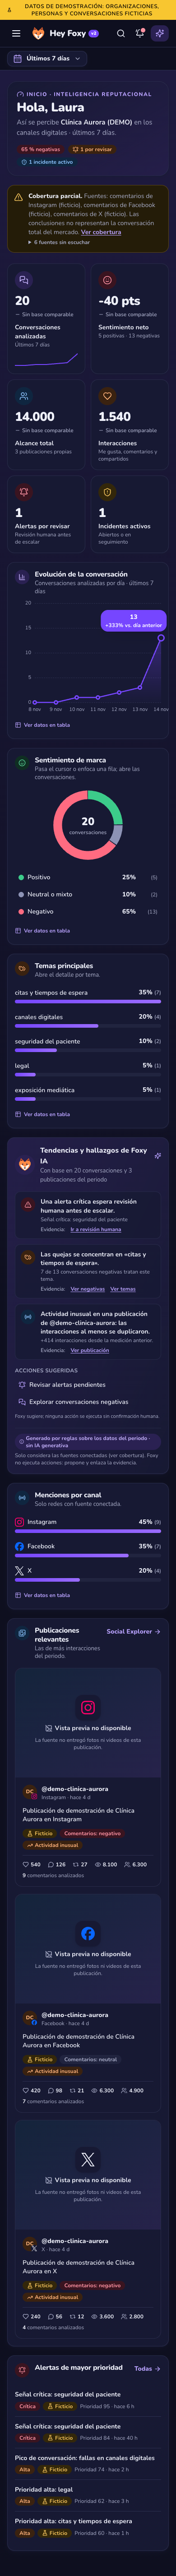 DATOS DE DEMOSTRACIÓN: ORGANIZACIONES,
PERSONAS Y CONVERSACIONES FICTICIAS
Hey Foxy v2
Últimos 7 días
INICIO · INTELIGENCIA REPUTACIONAL
Hola, Laura
Así se percibe Clínica Aurora (DEMO) en los
canales digitales · últimos 7 días.
65 % negativas
1 por revisar
1 incidente activo
Cobertura parcial. Fuentes: comentarios de
Instagram (ficticio), comentarios de Facebook
(ficticio), comentarios de X (ficticio). Las
conclusiones no representan la conversación
total del mercado. Ver cobertura
6 fuentes sin escuchar
20
— Sin base comparable
Conversaciones
analizadas
Últimos 7 días
-40 pts
— Sin base comparable
Sentimiento neto
5 positivas · 13 negativas
14.000
— Sin base comparable
Alcance total
3 publicaciones propias
1.540
— Sin base comparable
Interacciones
Me gusta, comentarios y
compartidos
1
Alertas por revisar
Revisión humana antes
de escalar
1
Incidentes activos
Abiertos o en
seguimiento
Evolución de la conversación
Conversaciones analizadas por día · últimos 7
días
20
15
10
5
0
13
+333% vs. día anterior
8 nov 9 nov 10 nov 11 nov 12 nov 13 nov 14 nov
Ver datos en tabla
Sentimiento de marca
Pasa el cursor o enfoca una fila: abre las
conversaciones.
20
conversaciones
Positivo 25% (5)
Neutral o mixto 10% (2)
Negativo 65% (13)
Ver datos en tabla
Temas principales
Abre el detalle por tema.
citas y tiempos de espera 35% (7)
canales digitales 20% (4)
seguridad del paciente 10% (2)
legal 5% (1)
exposición mediática 5% (1)
Ver datos en tabla
Tendencias y hallazgos de Foxy
IA
Con base en 20 conversaciones y 3
publicaciones del periodo
Una alerta crítica espera revisión
humana antes de escalar.
Señal crítica: seguridad del paciente
Evidencia: Ir a revisión humana
Las quejas se concentran en «citas y
tiempos de espera».
7 de 13 conversaciones negativas tratan este
tema.
Evidencia: Ver negativas Ver temas
Actividad inusual en una publicación
de @demo-clinica-aurora: las
interacciones al menos se duplicaron.
+414 interacciones desde la medición anterior.
Evidencia: Ver publicación
ACCIONES SUGERIDAS
Revisar alertas pendientes
Explorar conversaciones negativas
Foxy sugiere; ninguna acción se ejecuta sin confirmación humana.
Generado por reglas sobre los datos del periodo ·
sin IA generativa
Solo considera las fuentes conectadas (ver cobertura). Foxy
no ejecuta acciones: propone y enlaza la evidencia.
Menciones por canal
Solo redes con fuente conectada.
Instagram 45% (9)
Facebook 35% (7)
X 20% (4)
Ver datos en tabla
Publicaciones
relevantes
Las de más interacciones
del periodo
Social Explorer →
Vista previa no disponible
La fuente no entregó fotos ni videos de esta
publicación.
DC
@demo-clinica-aurora
Instagram · hace 4 d
Publicación de demostración de Clínica
Aurora en Instagram
Ficticio
Comentarios: negativo
Actividad inusual
540 126 27 8.100 6.300
9 comentarios analizados
Vista previa no disponible
La fuente no entregó fotos ni videos de esta
publicación.
DC
@demo-clinica-aurora
Facebook · hace 4 d
Publicación de demostración de Clínica
Aurora en Facebook
Ficticio
Comentarios: neutral
Actividad inusual
420 98 21 6.300 4.900
7 comentarios analizados
Vista previa no disponible
La fuente no entregó fotos ni videos de esta
publicación.
DC
@demo-clinica-aurora
X · hace 4 d
Publicación de demostración de Clínica
Aurora en X
Ficticio
Comentarios: negativo
Actividad inusual
240 56 12 3.600 2.800
4 comentarios analizados
Alertas de mayor prioridad
Todas →
Señal crítica: seguridad del paciente
Crítica Ficticio Prioridad 95 · hace 6 h
Señal crítica: seguridad del paciente
Crítica Ficticio Prioridad 84 · hace 40 h
Pico de conversación: fallas en canales digitales
Alta Ficticio Prioridad 74 · hace 2 h
Prioridad alta: legal
Alta Ficticio Prioridad 62 · hace 3 h
Prioridad alta: citas y tiempos de espera
Alta Ficticio Prioridad 60 · hace 1 h